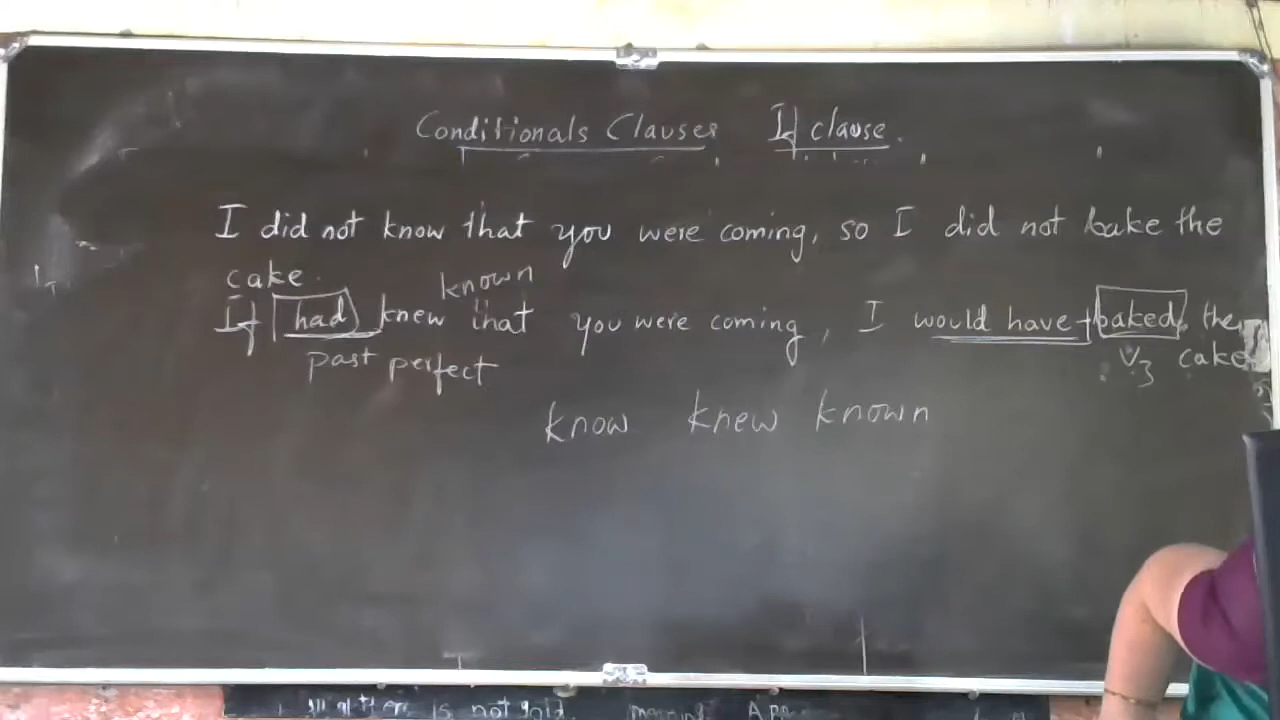 Conditionals Clauses If clause.
I did not know that you were coming, so I did not bake the
cake. known
If had knew that you were coming, I would have + baked the
past perfect V3 cake
know knew known
is not gold.